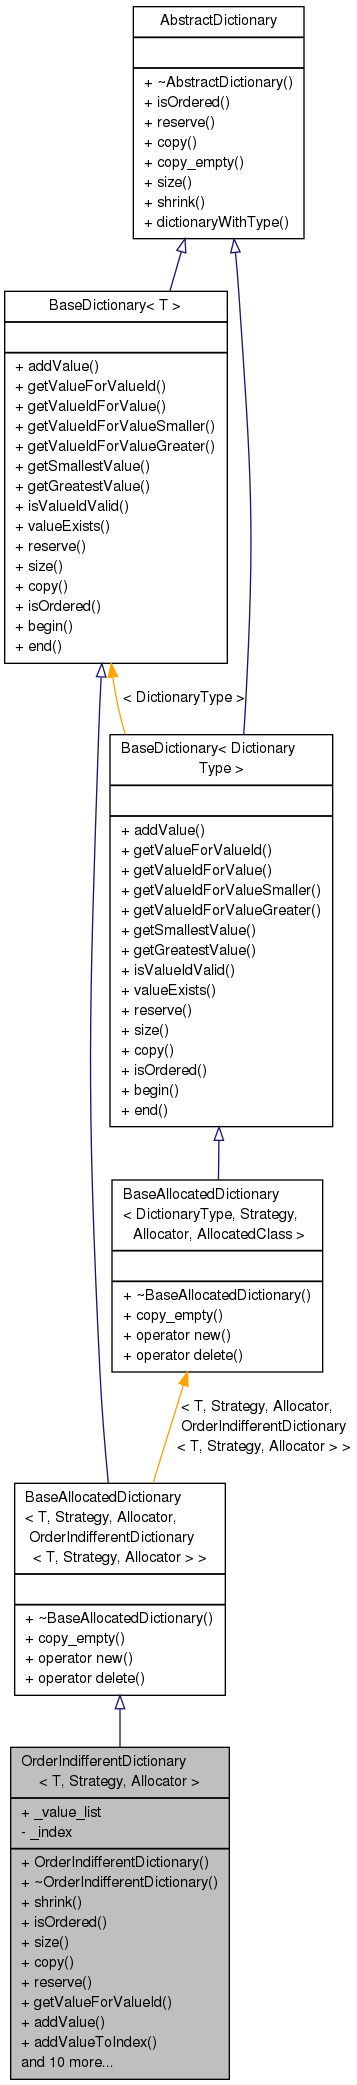 AbstractDictionary
+ ~AbstractDictionary()
+ isOrdered()
+ reserve()
+ copy()
+ copy_empty()
+ size()
+ shrink()
+ dictionaryWithType()
BaseDictionary< T >
+ addValue()
+ getValueForValueId()
+ getValueIdForValue()
+ getValueIdForValueSmaller()
+ getValueIdForValueGreater()
+ getSmallestValue()
+ getGreatestValue()
+ isValueIdValid()
+ valueExists()
+ reserve()
+ size()
+ copy()
+ isOrdered()
+ begin()
+ end()
< DictionaryType >
BaseDictionary< Dictionary
Type >
+ addValue()
+ getValueForValueId()
+ getValueIdForValue()
+ getValueIdForValueSmaller()
+ getValueIdForValueGreater()
+ getSmallestValue()
+ getGreatestValue()
+ isValueIdValid()
+ valueExists()
+ reserve()
+ size()
+ copy()
+ isOrdered()
+ begin()
+ end()
BaseAllocatedDictionary
< DictionaryType, Strategy,
Allocator, AllocatedClass >
+ ~BaseAllocatedDictionary()
+ copy_empty()
+ operator new()
+ operator delete()
< T, Strategy, Allocator,
OrderIndifferentDictionary
< T, Strategy, Allocator > >
BaseAllocatedDictionary
< T, Strategy, Allocator,
OrderIndifferentDictionary
< T, Strategy, Allocator > >
+ ~BaseAllocatedDictionary()
+ copy_empty()
+ operator new()
+ operator delete()
OrderIndifferentDictionary
< T, Strategy, Allocator >
+ _value_list
- _index
+ OrderIndifferentDictionary()
+ ~OrderIndifferentDictionary()
+ shrink()
+ isOrdered()
+ size()
+ copy()
+ reserve()
+ getValueForValueId()
+ addValue()
+ addValueToIndex()
and 10 more...